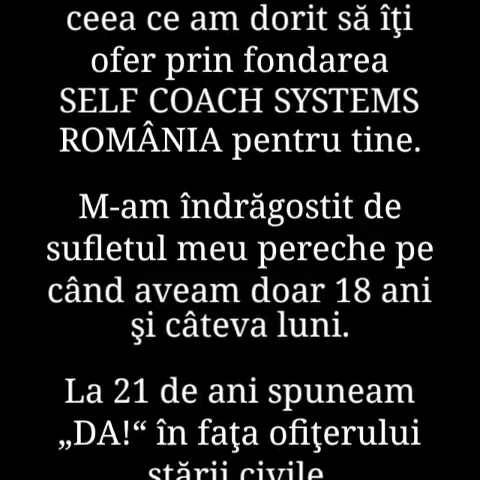 ceea ce am dorit să îţi
ofer prin fondarea
SELF COACH SYSTEMS
ROMÂNIA pentru tine.
M-am îndrăgostit de
sufletul meu pereche pe
când aveam doar 18 ani
şi câteva luni.
La 21 de ani spuneam
„DA!“ în faţa ofiţerului
stării civile